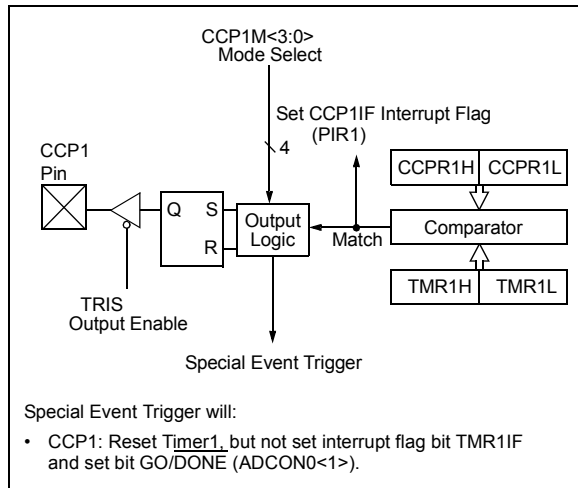 CCP1M<3:0>
Mode Select
Set CCP1IF Interrupt Flag
(PIR1)
4
CCP1
Pin
CCPR1H CCPR1L
Q S
R
Output
Logic
Match
Comparator
TRIS
Output Enable
TMR1H TMR1L
Special Event Trigger
Special Event Trigger will:
• CCP1: Reset Timer1, but not set interrupt flag bit TMR1IF
and set bit GO/DONE (ADCON0<1>).